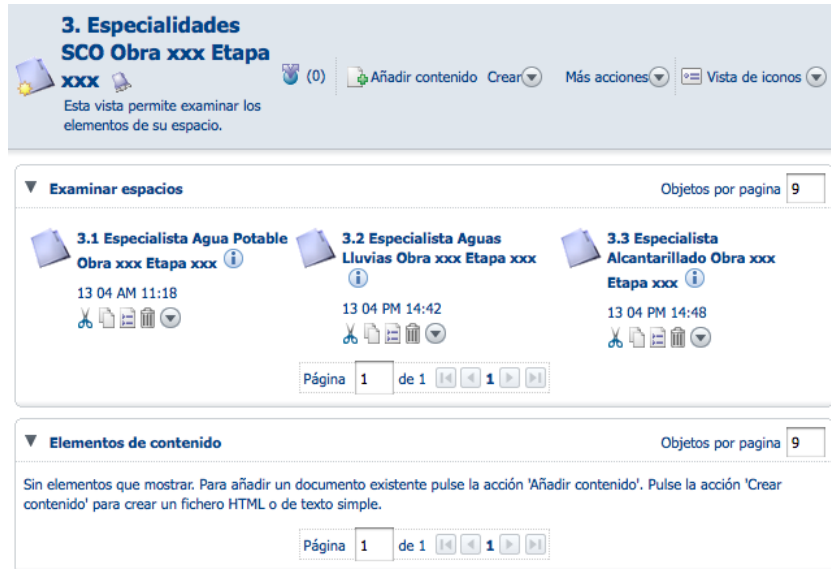 3. Especialidades
SCO Obra xxx Etapa
xxx
(0)
Añadir contenido Crear
Más acciones
Vista de iconos
Esta vista permite examinar los
elementos de su espacio.
Examinar espacios
Objetos por pagina 9
3.1 Especialista Agua Potable
Obra xxx Etapa xxx
13 04 AM 11:18
3.2 Especialista Aguas
Lluvias Obra xxx Etapa xxx
13 04 PM 14:42
3.3 Especialista
Alcantarillado Obra xxx
Etapa xxx
13 04 PM 14:48
Página 1 de 1 1
Elementos de contenido
Objetos por pagina 9
Sin elementos que mostrar. Para añadir un documento existente pulse la acción 'Añadir contenido'. Pulse la acción 'Crear
contenido' para crear un fichero HTML o de texto simple.
Página 1 de 1 1